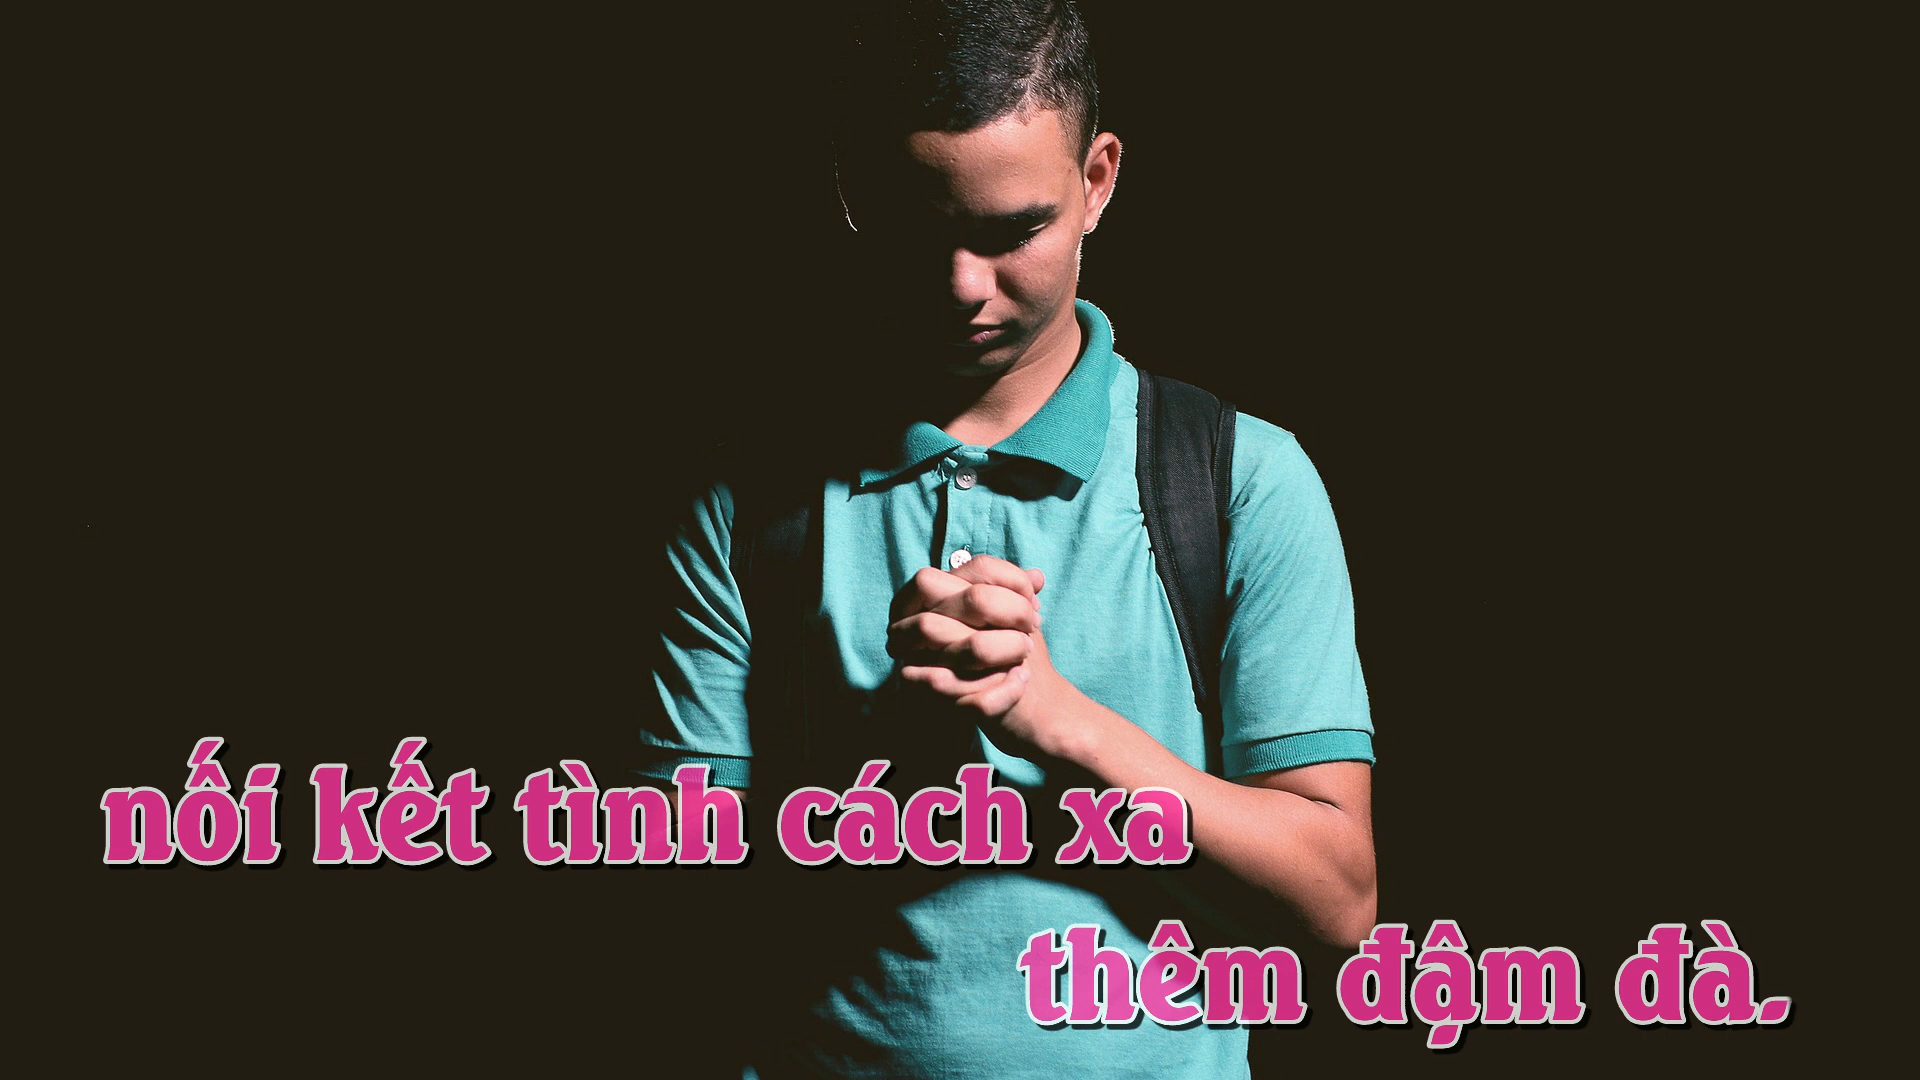 nối kết tình cách xa
thêm đậm đà.